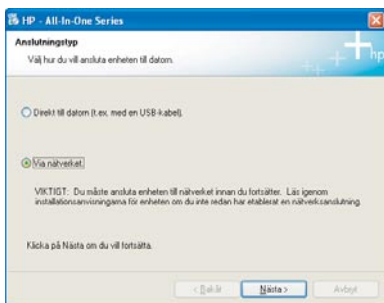 HP - All-In-One Series
Anslutningstyp
Välj hur du vill ansluta enheten till datorn.
hp
Direkt till datorn (t.ex. med en USB-kabel).
Via nätverket.
VIKTIGT: Du måste ansluta enheten till nätverket innan du fortsätter. Läs igenom
installationsanvisningarna för enheten om du inte redan har etablerat en nätverksanslutning.
Klicka på Nästa om du vill fortsätta.
< Bakåt
Nästa >
Avbryt